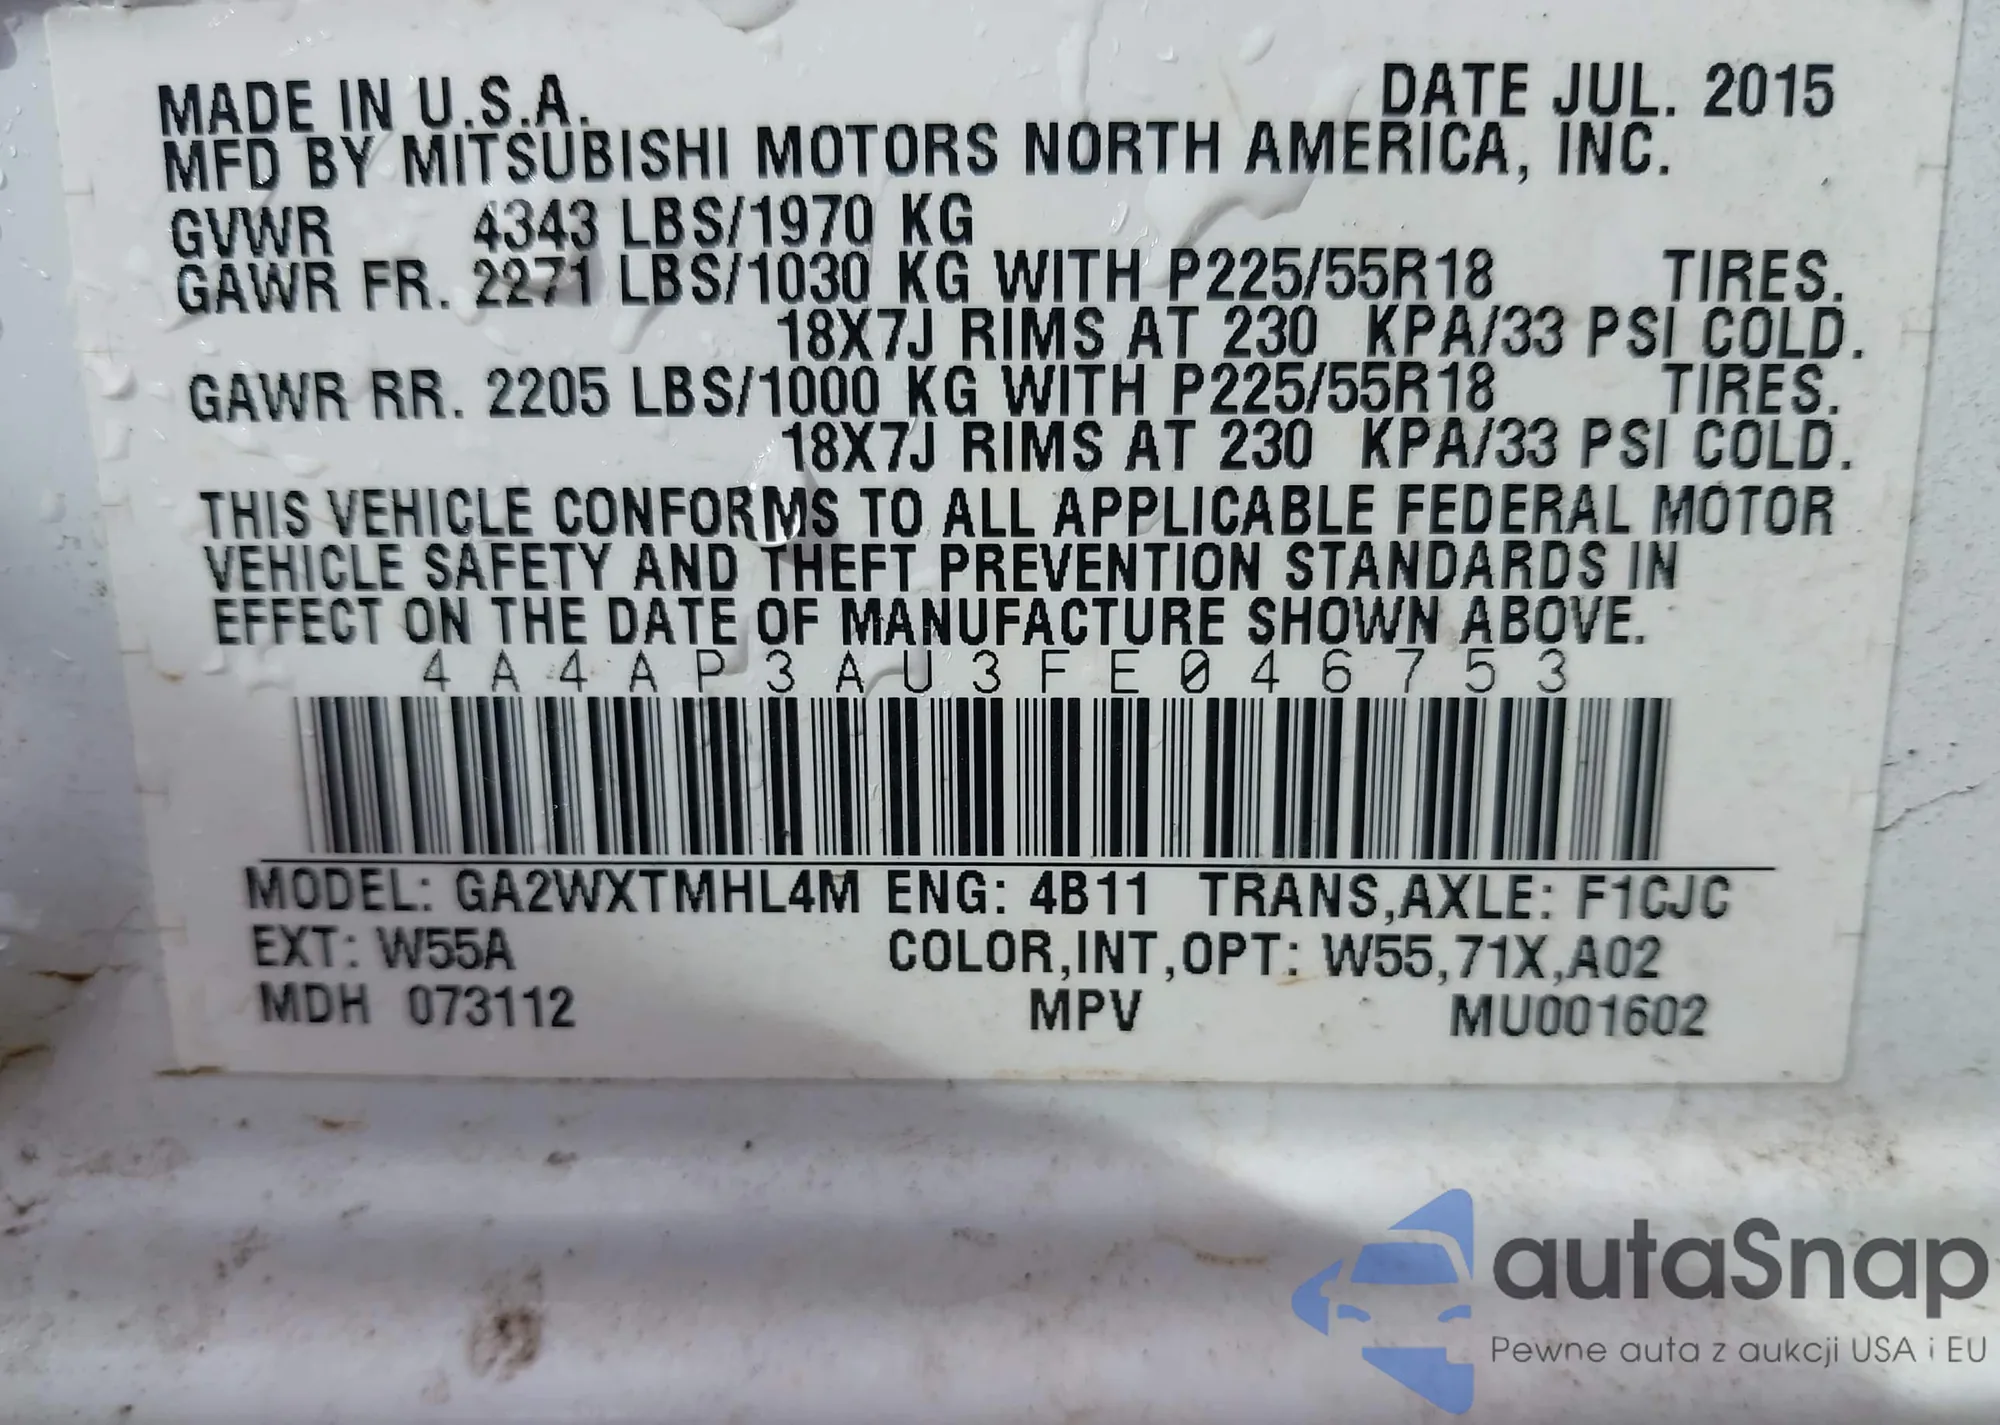 MADE IN U.S.A. DATE JUL. 2015
MFD BY MITSUBISHI MOTORS NORTH AMERICA, INC.
GVWR 4343 LBS/1970 KG
GAWR FR. 2271 LBS/1030 KG WITH P225/55R18 TIRES.
18X7J RIMS AT 230 KPA/33 PSI COLD.
GAWR RR. 2205 LBS/1000 KG WITH P225/55R18 TIRES.
18X7J RIMS AT 230 KPA/33 PSI COLD.
THIS VEHICLE CONFORMS TO ALL APPLICABLE FEDERAL MOTOR
VEHICLE SAFETY AND THEFT PREVENTION STANDARDS IN
EFFECT ON THE DATE OF MANUFACTURE SHOWN ABOVE.
4A4AP3AU3FE046753
MODEL: GA2WXTMHL4M ENG: 4B11 TRANS,AXLE: F1CJC
EXT: W55A COLOR,INT,OPT: W55,71X,A02
MDH 073112 MPV MU001602
autaSnap
Pewne auta z aukcji USA i EU